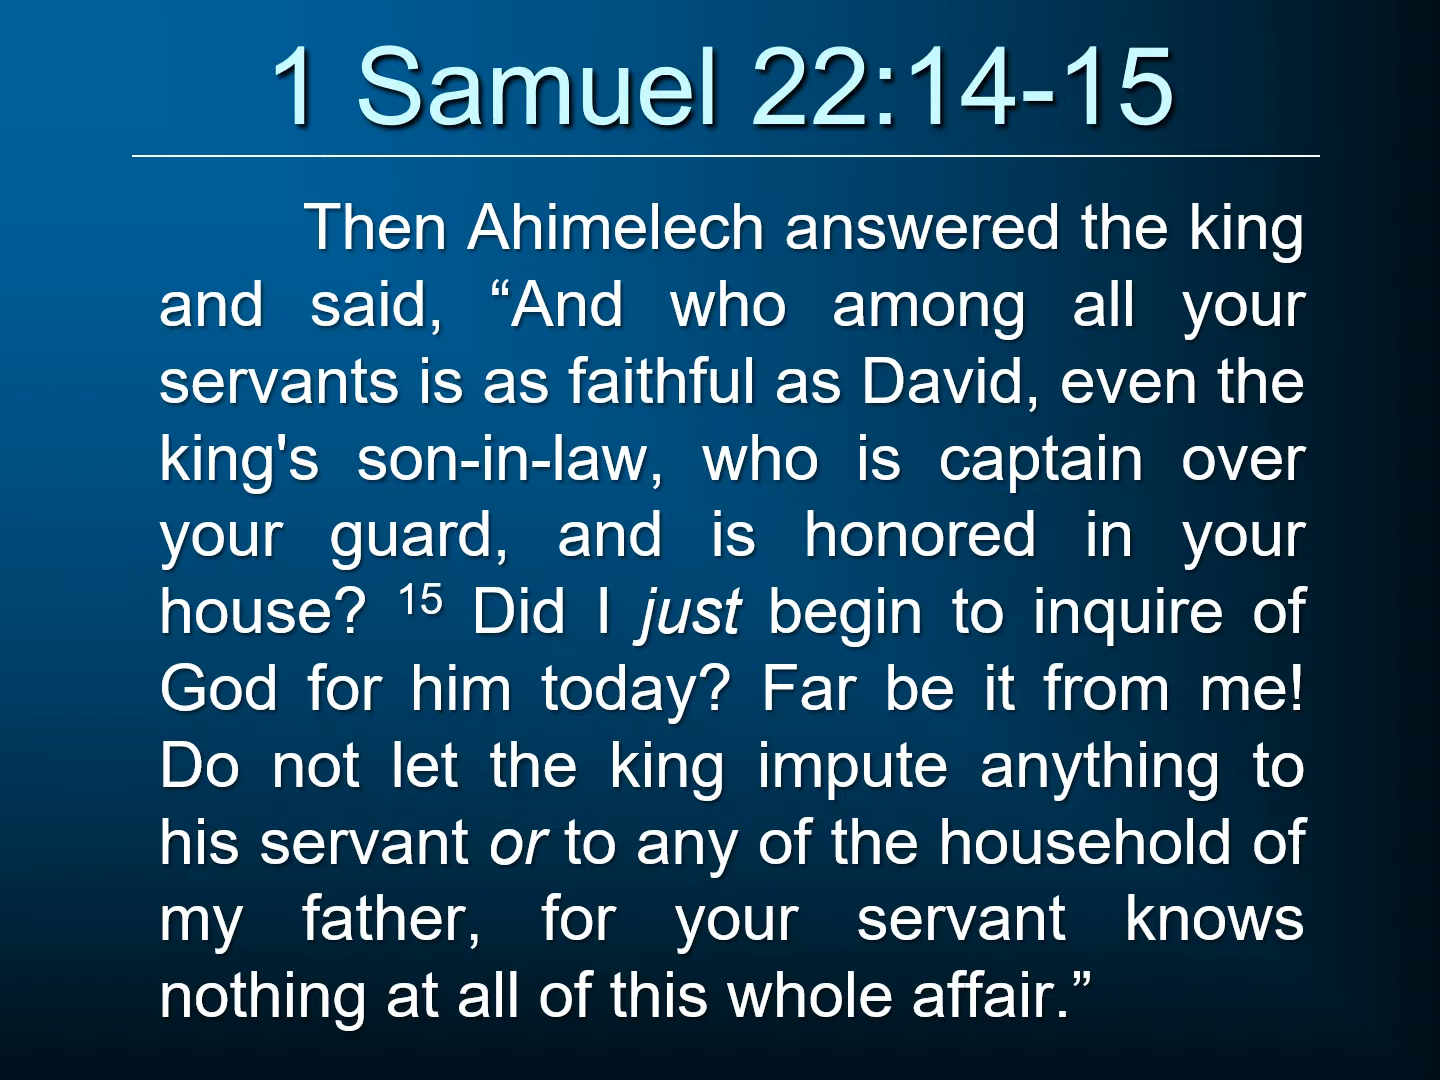 1 Samuel 22:14-15
Then Ahimelech answered the king
and said, “And who among all your
servants is as faithful as David, even the
king's son-in-law, who is captain over
your guard, and is honored in your
house? 15 Did I just begin to inquire of
God for him today? Far be it from me!
Do not let the king impute anything to
his servant or to any of the household of
my father, for your servant knows
nothing at all of this whole affair.”